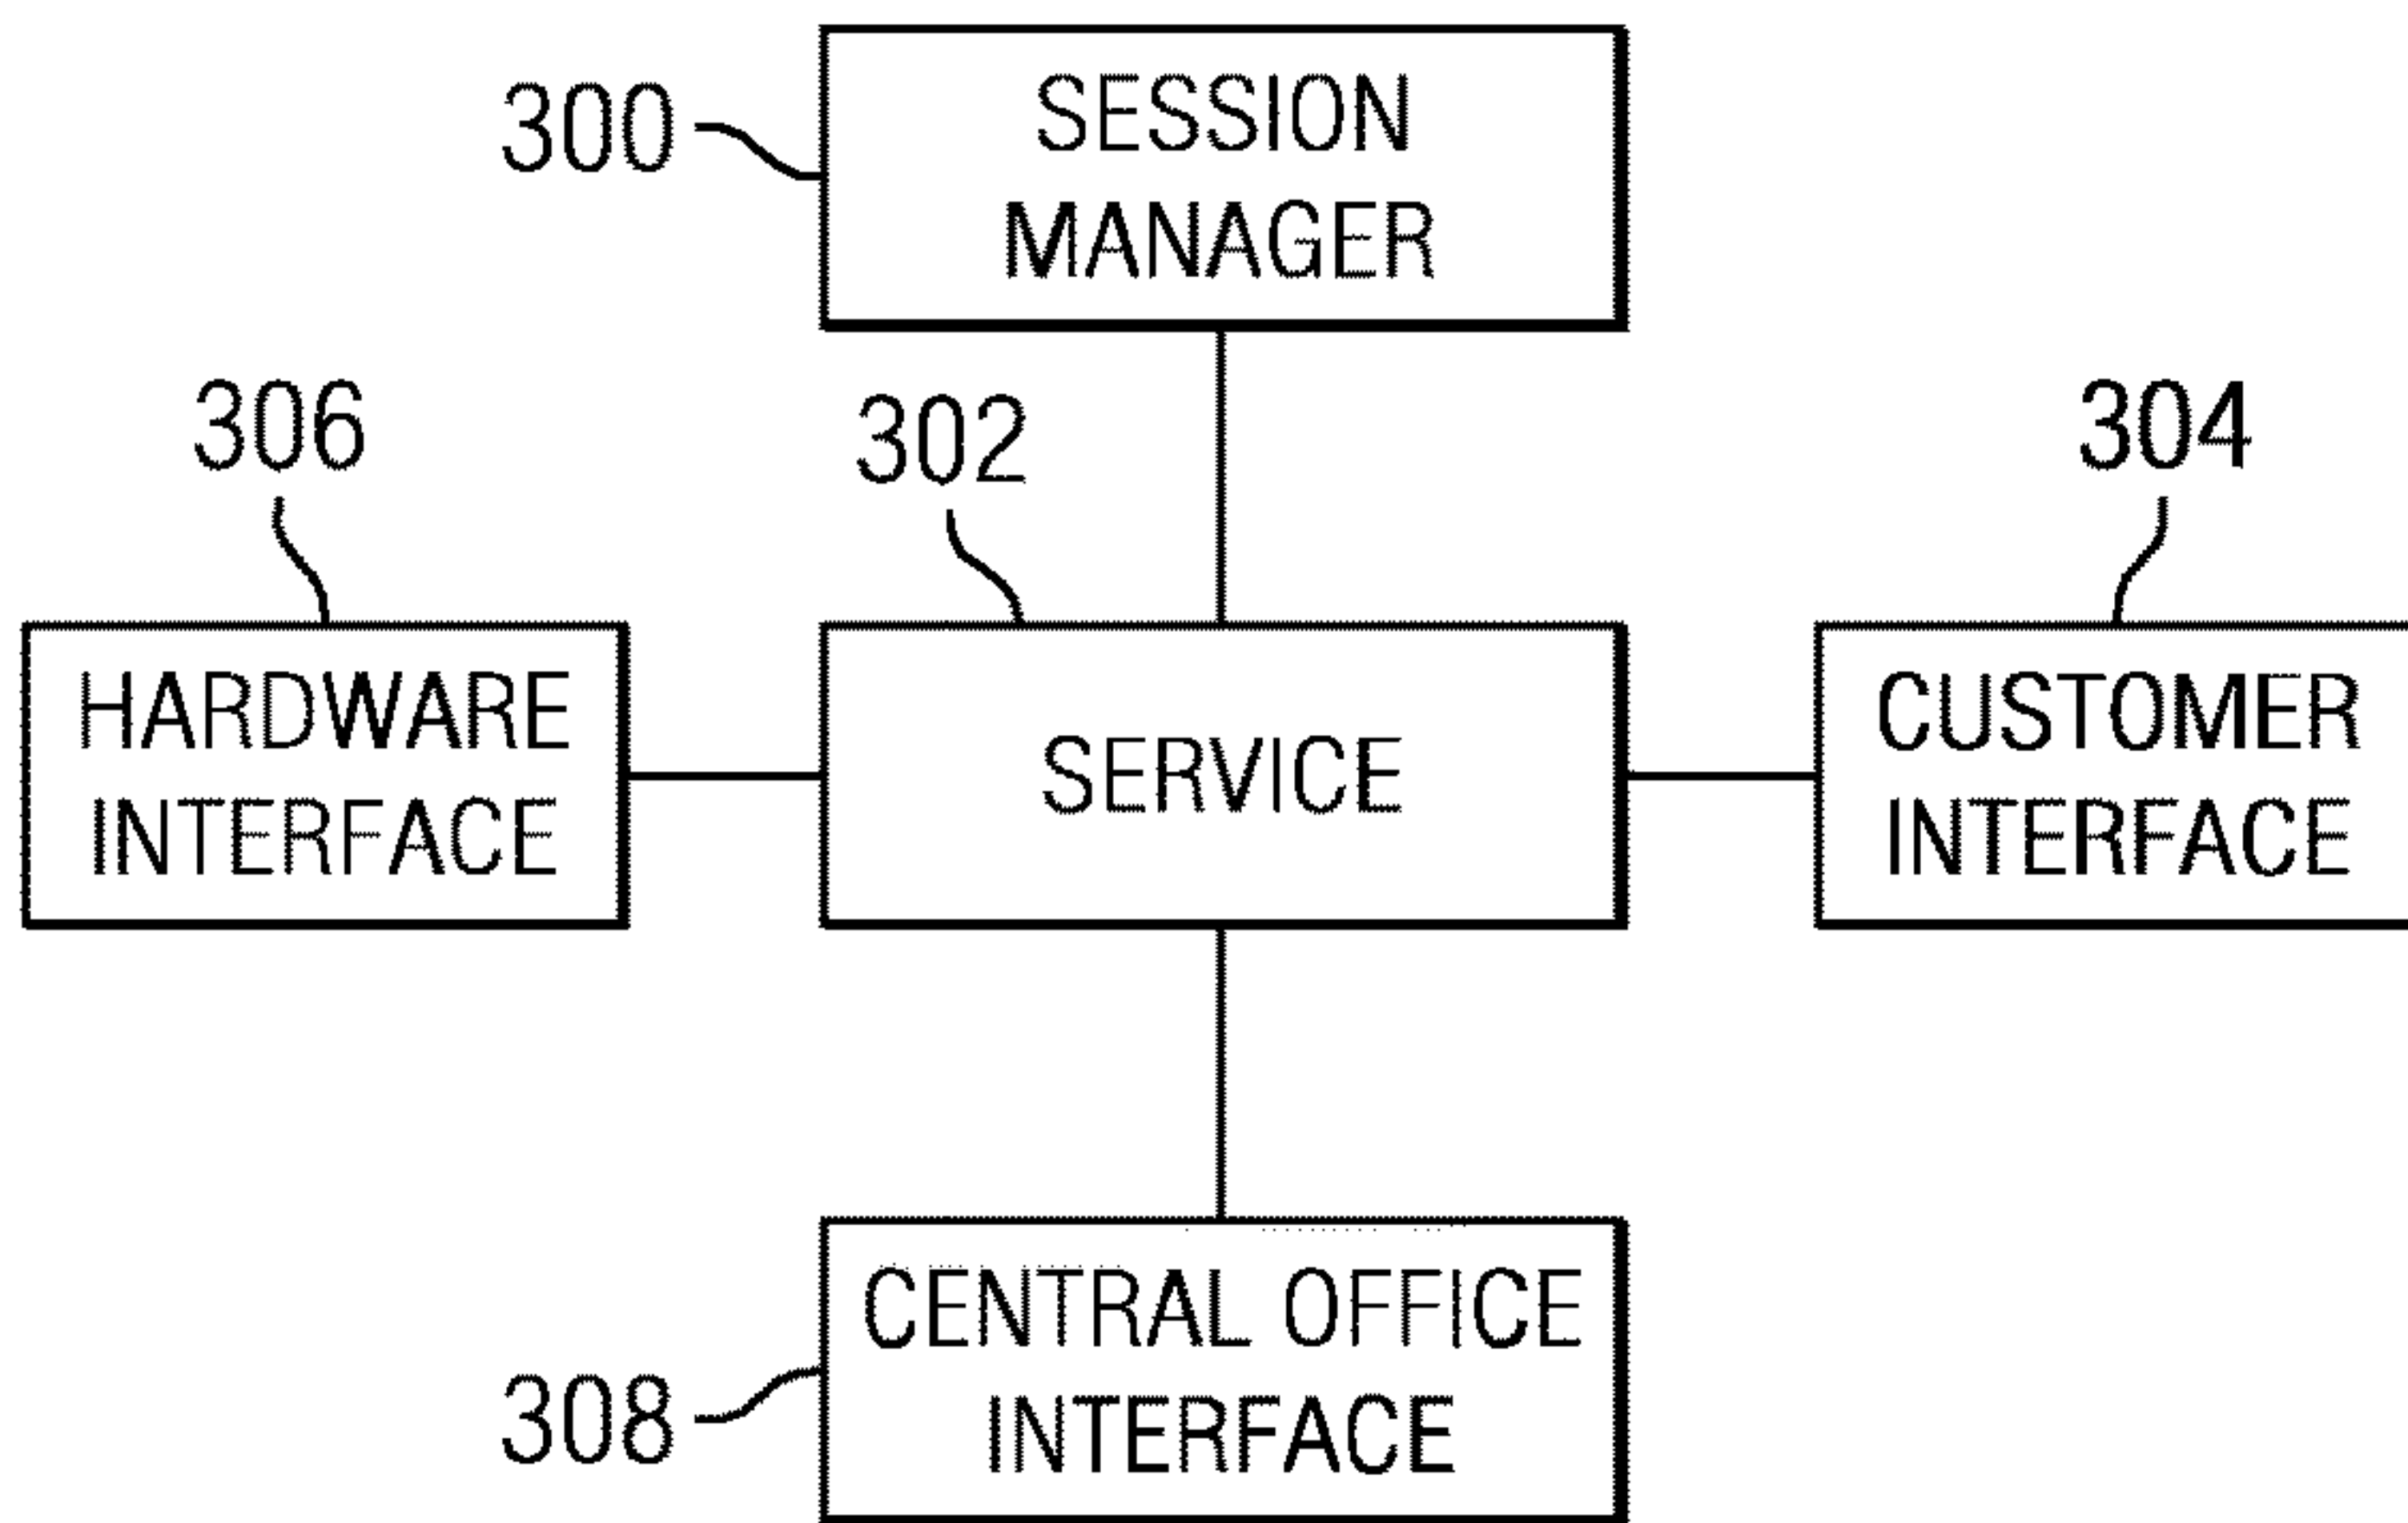 300
SESSION
MANAGER
306
302
304
HARDWARE
INTERFACE
SERVICE
CUSTOMER
INTERFACE
308
CENTRAL OFFICE
INTERFACE